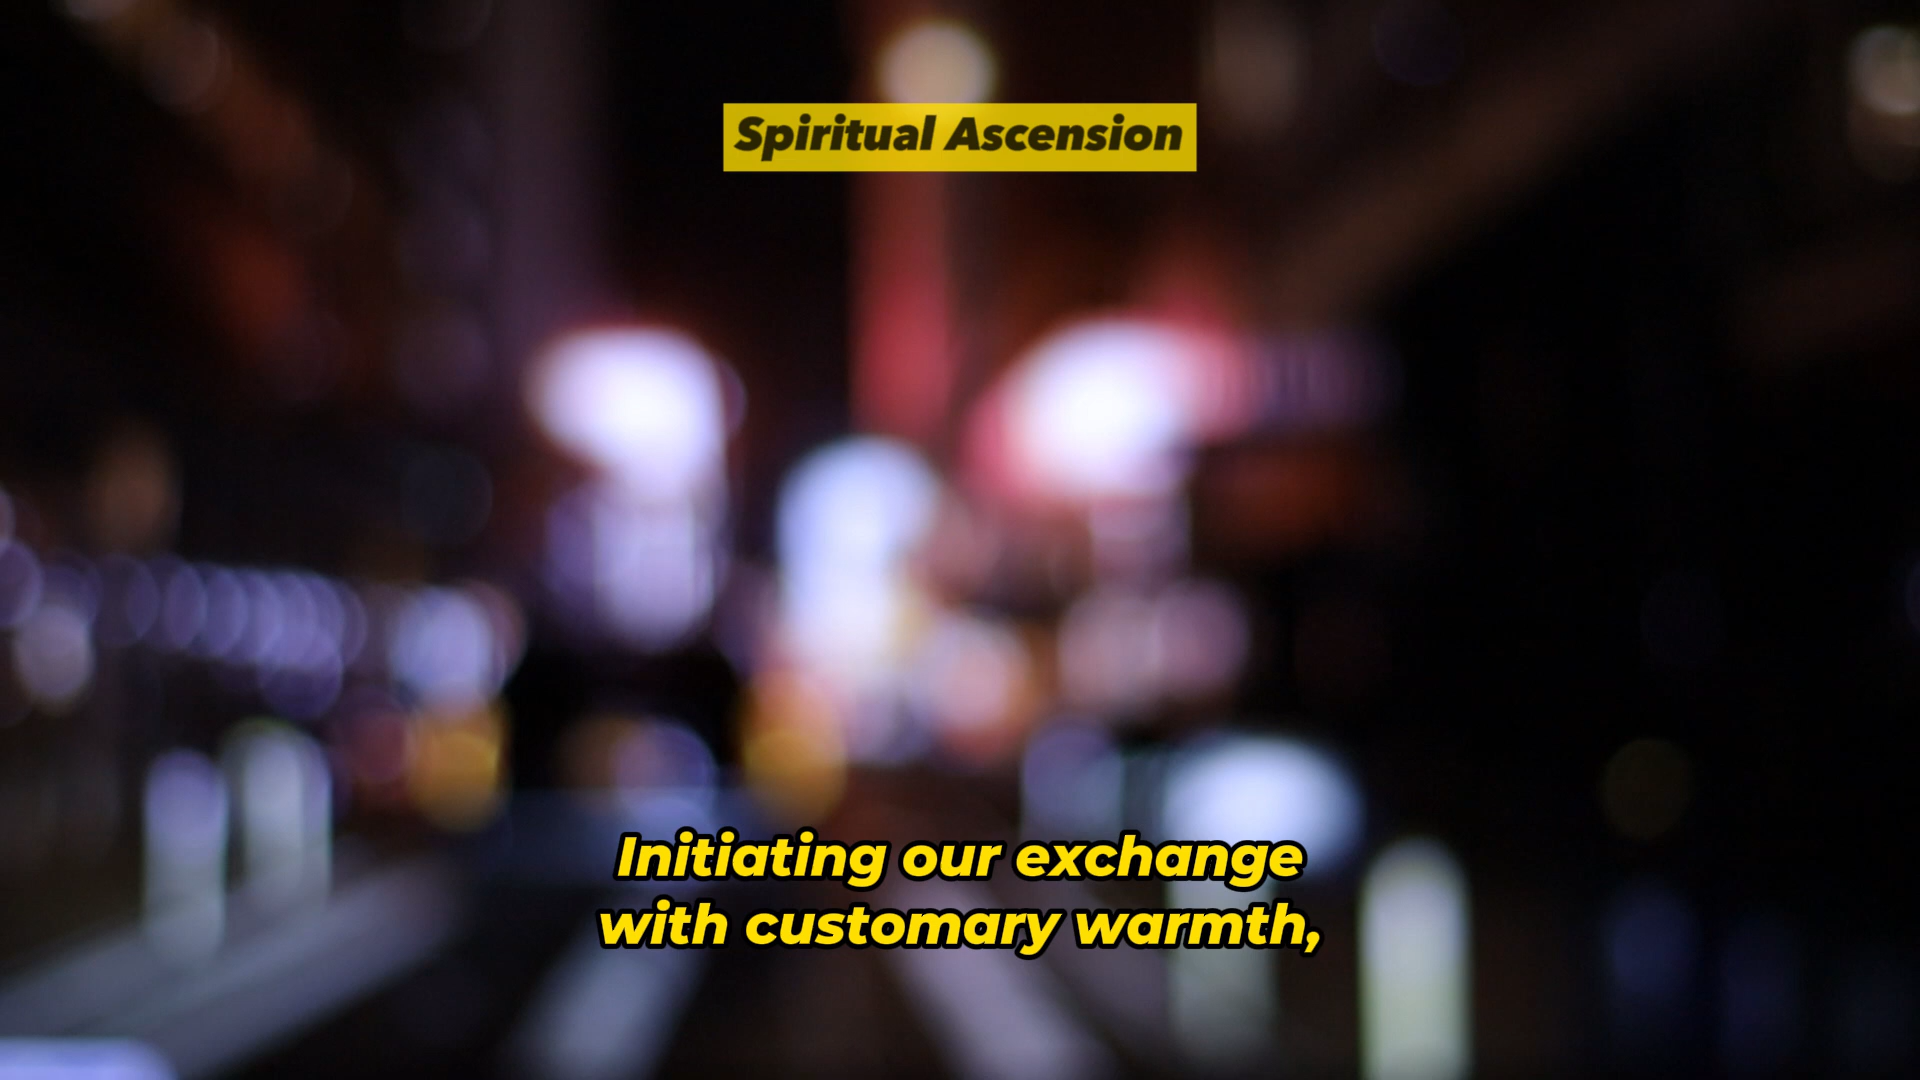 Spiritual Ascension
Initiating our exchange
with customary warmth,